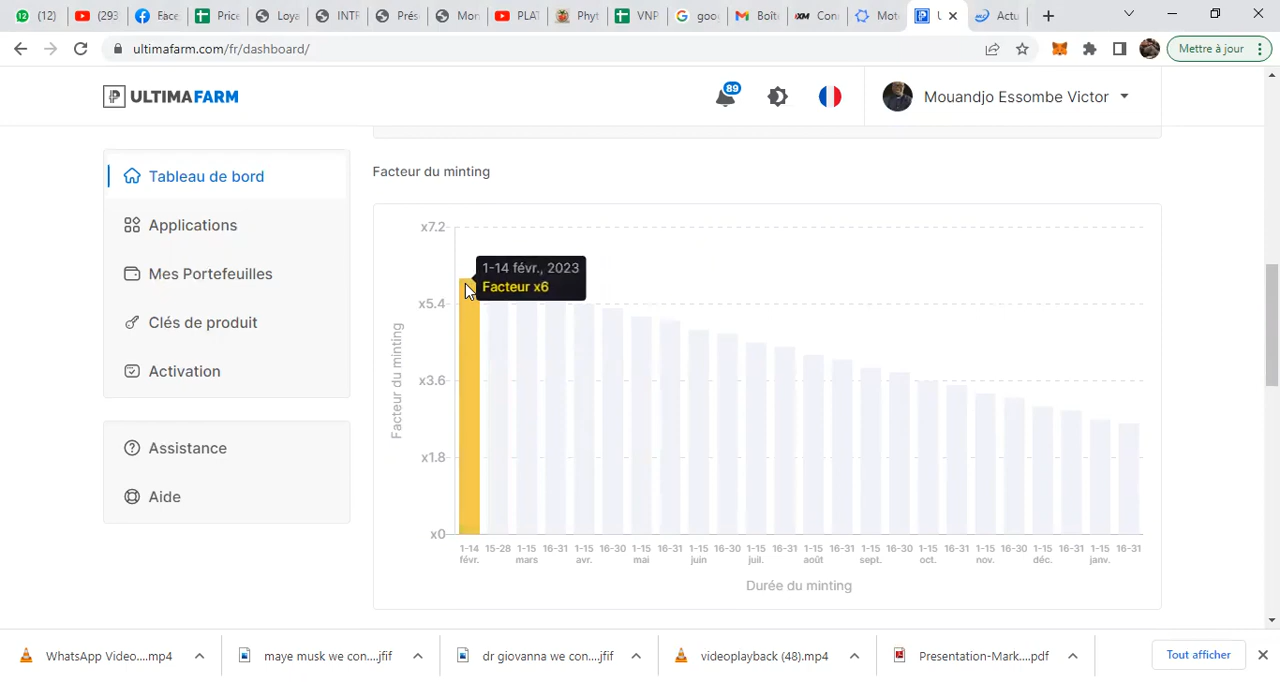 (12)
(293
Face
Price
Loya
INTR
Prés
Mon
PLAT
Phyt
VNP
goo
Boît
XM Con
Mot
Actu
ultimafarm.com/fr/dashboard/
Mettre à jour
ULTIMAFARM
89
Mouandjo Essombe Victor
Tableau de bord
Applications
Mes Portefeuilles
Clés de produit
Activation
Assistance
Aide
Facteur du minting
x7.2
x5.4
x3.6
x1.8
x0
Facteur du minting
1-14 févr., 2023
Facteur x6
1-14 15-28 1-15 16-31 1-15 16-30 1-15 16-31 1-15 16-30 1-15 16-31 1-15 16-31 1-15 16-30 1-15 16-31 1-15 16-30 1-15 16-31 1-15 16-31
févr. mars avr. mai juin juil. août sept. oct. nov. déc. janv.
Durée du minting
WhatsApp Video....mp4
maye musk we con....jfif
dr giovanna we con....jfif
videoplayback (48).mp4
Presentation-Mark....pdf
Tout afficher